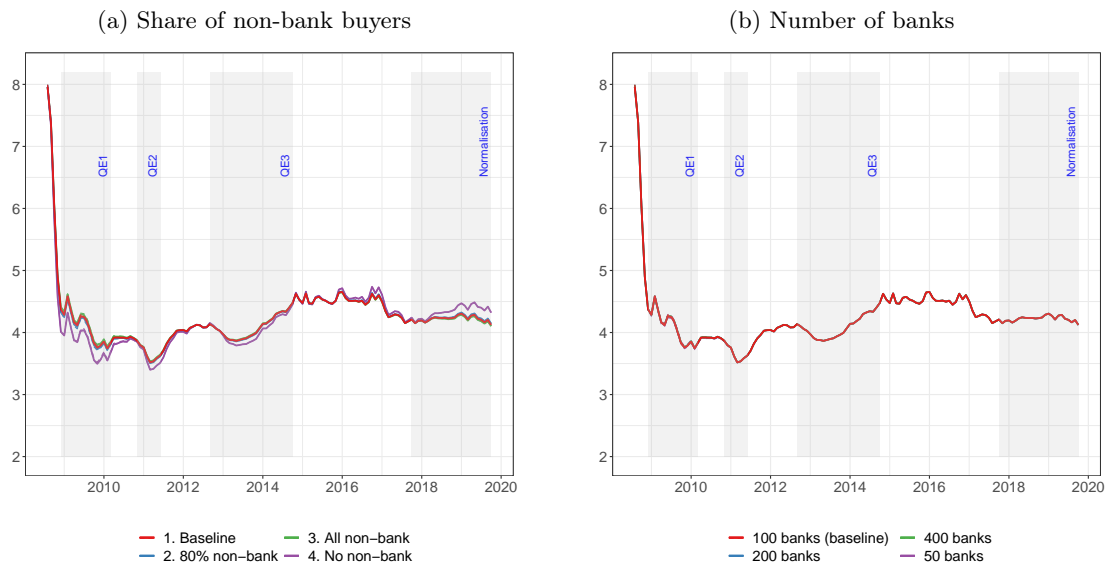 (a) Share of non-bank buyers
8
7
6
5
4
3
2
QE1
QE2
QE3
Normalisation
2010
2012
2014
2016
2018
2020
1. Baseline
3. All non−bank
2. 80% non−bank
4. No non−bank
(b) Number of banks
8
7
6
5
4
3
2
QE1
QE2
QE3
Normalisation
2010
2012
2014
2016
2018
2020
100 banks (baseline)
400 banks
200 banks
50 banks